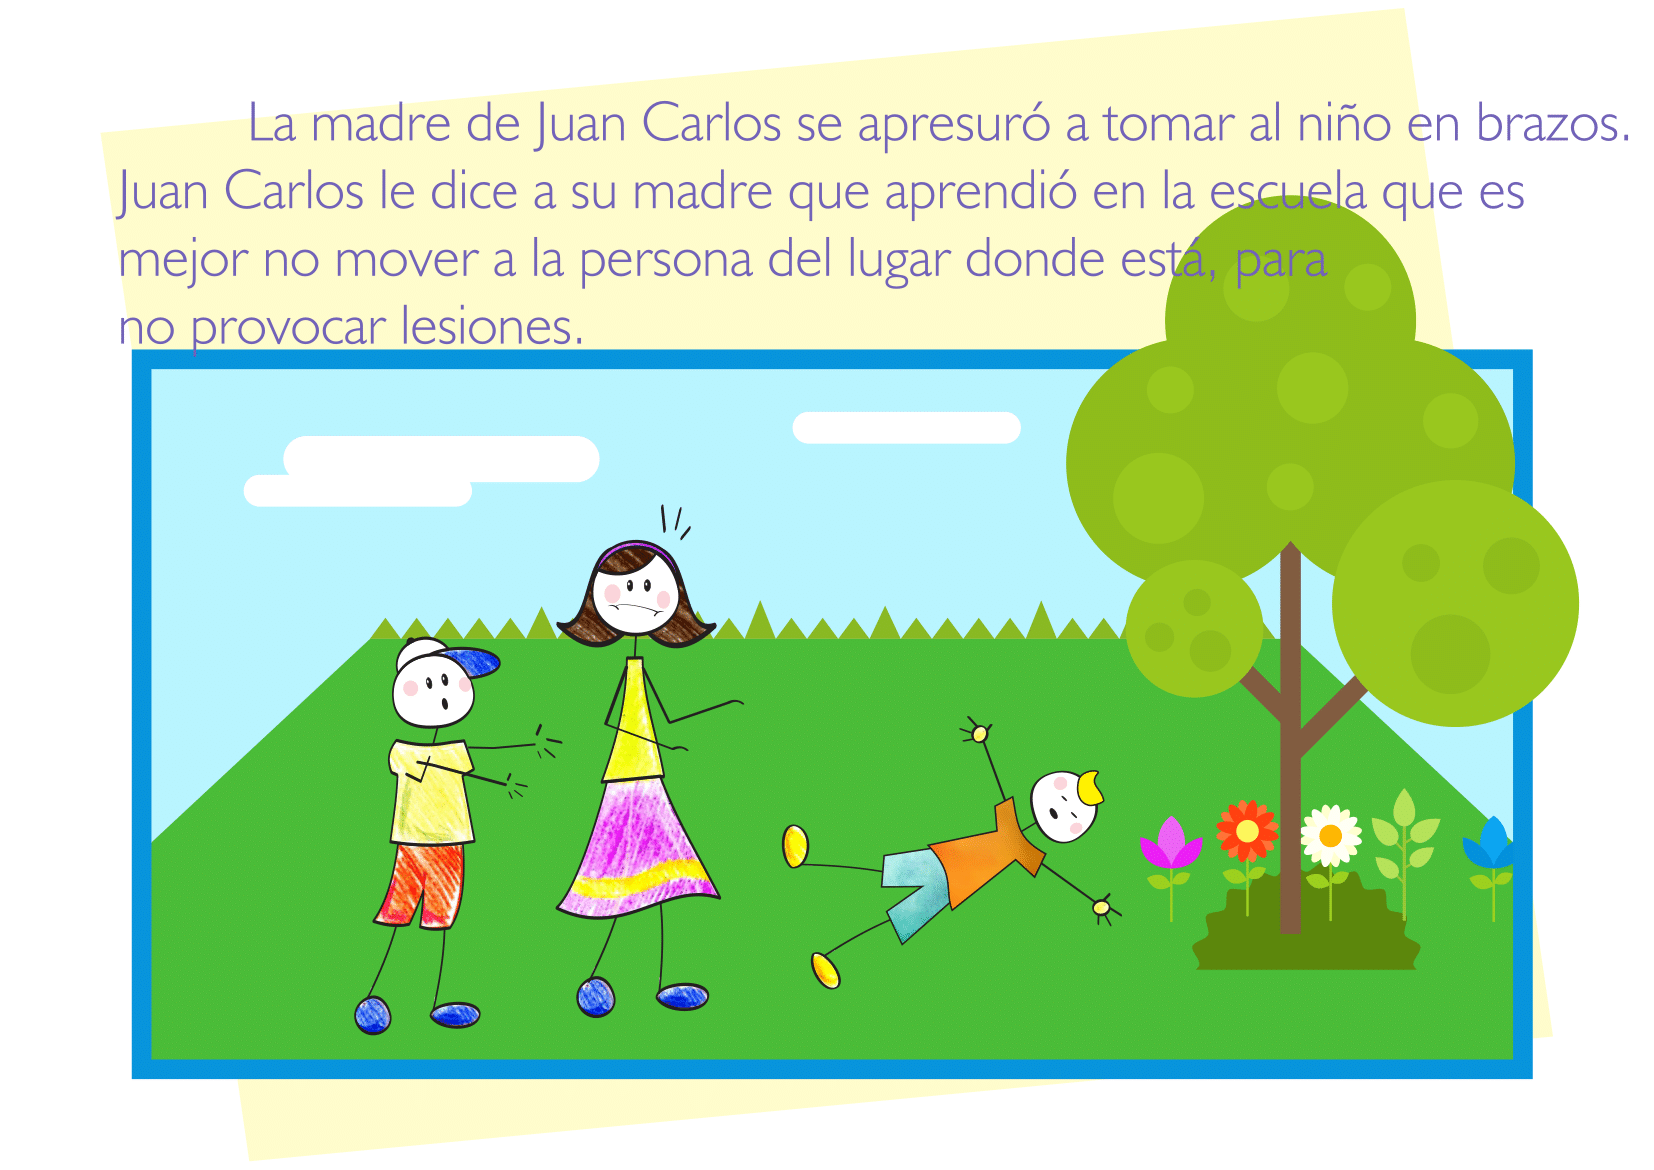 La madre de Juan Carlos se apresuró a tomar al niño en brazos.
Juan Carlos le dice a su madre que aprendió en la escuela que es
mejor no mover a la persona del lugar donde está, para
no provocar lesiones.